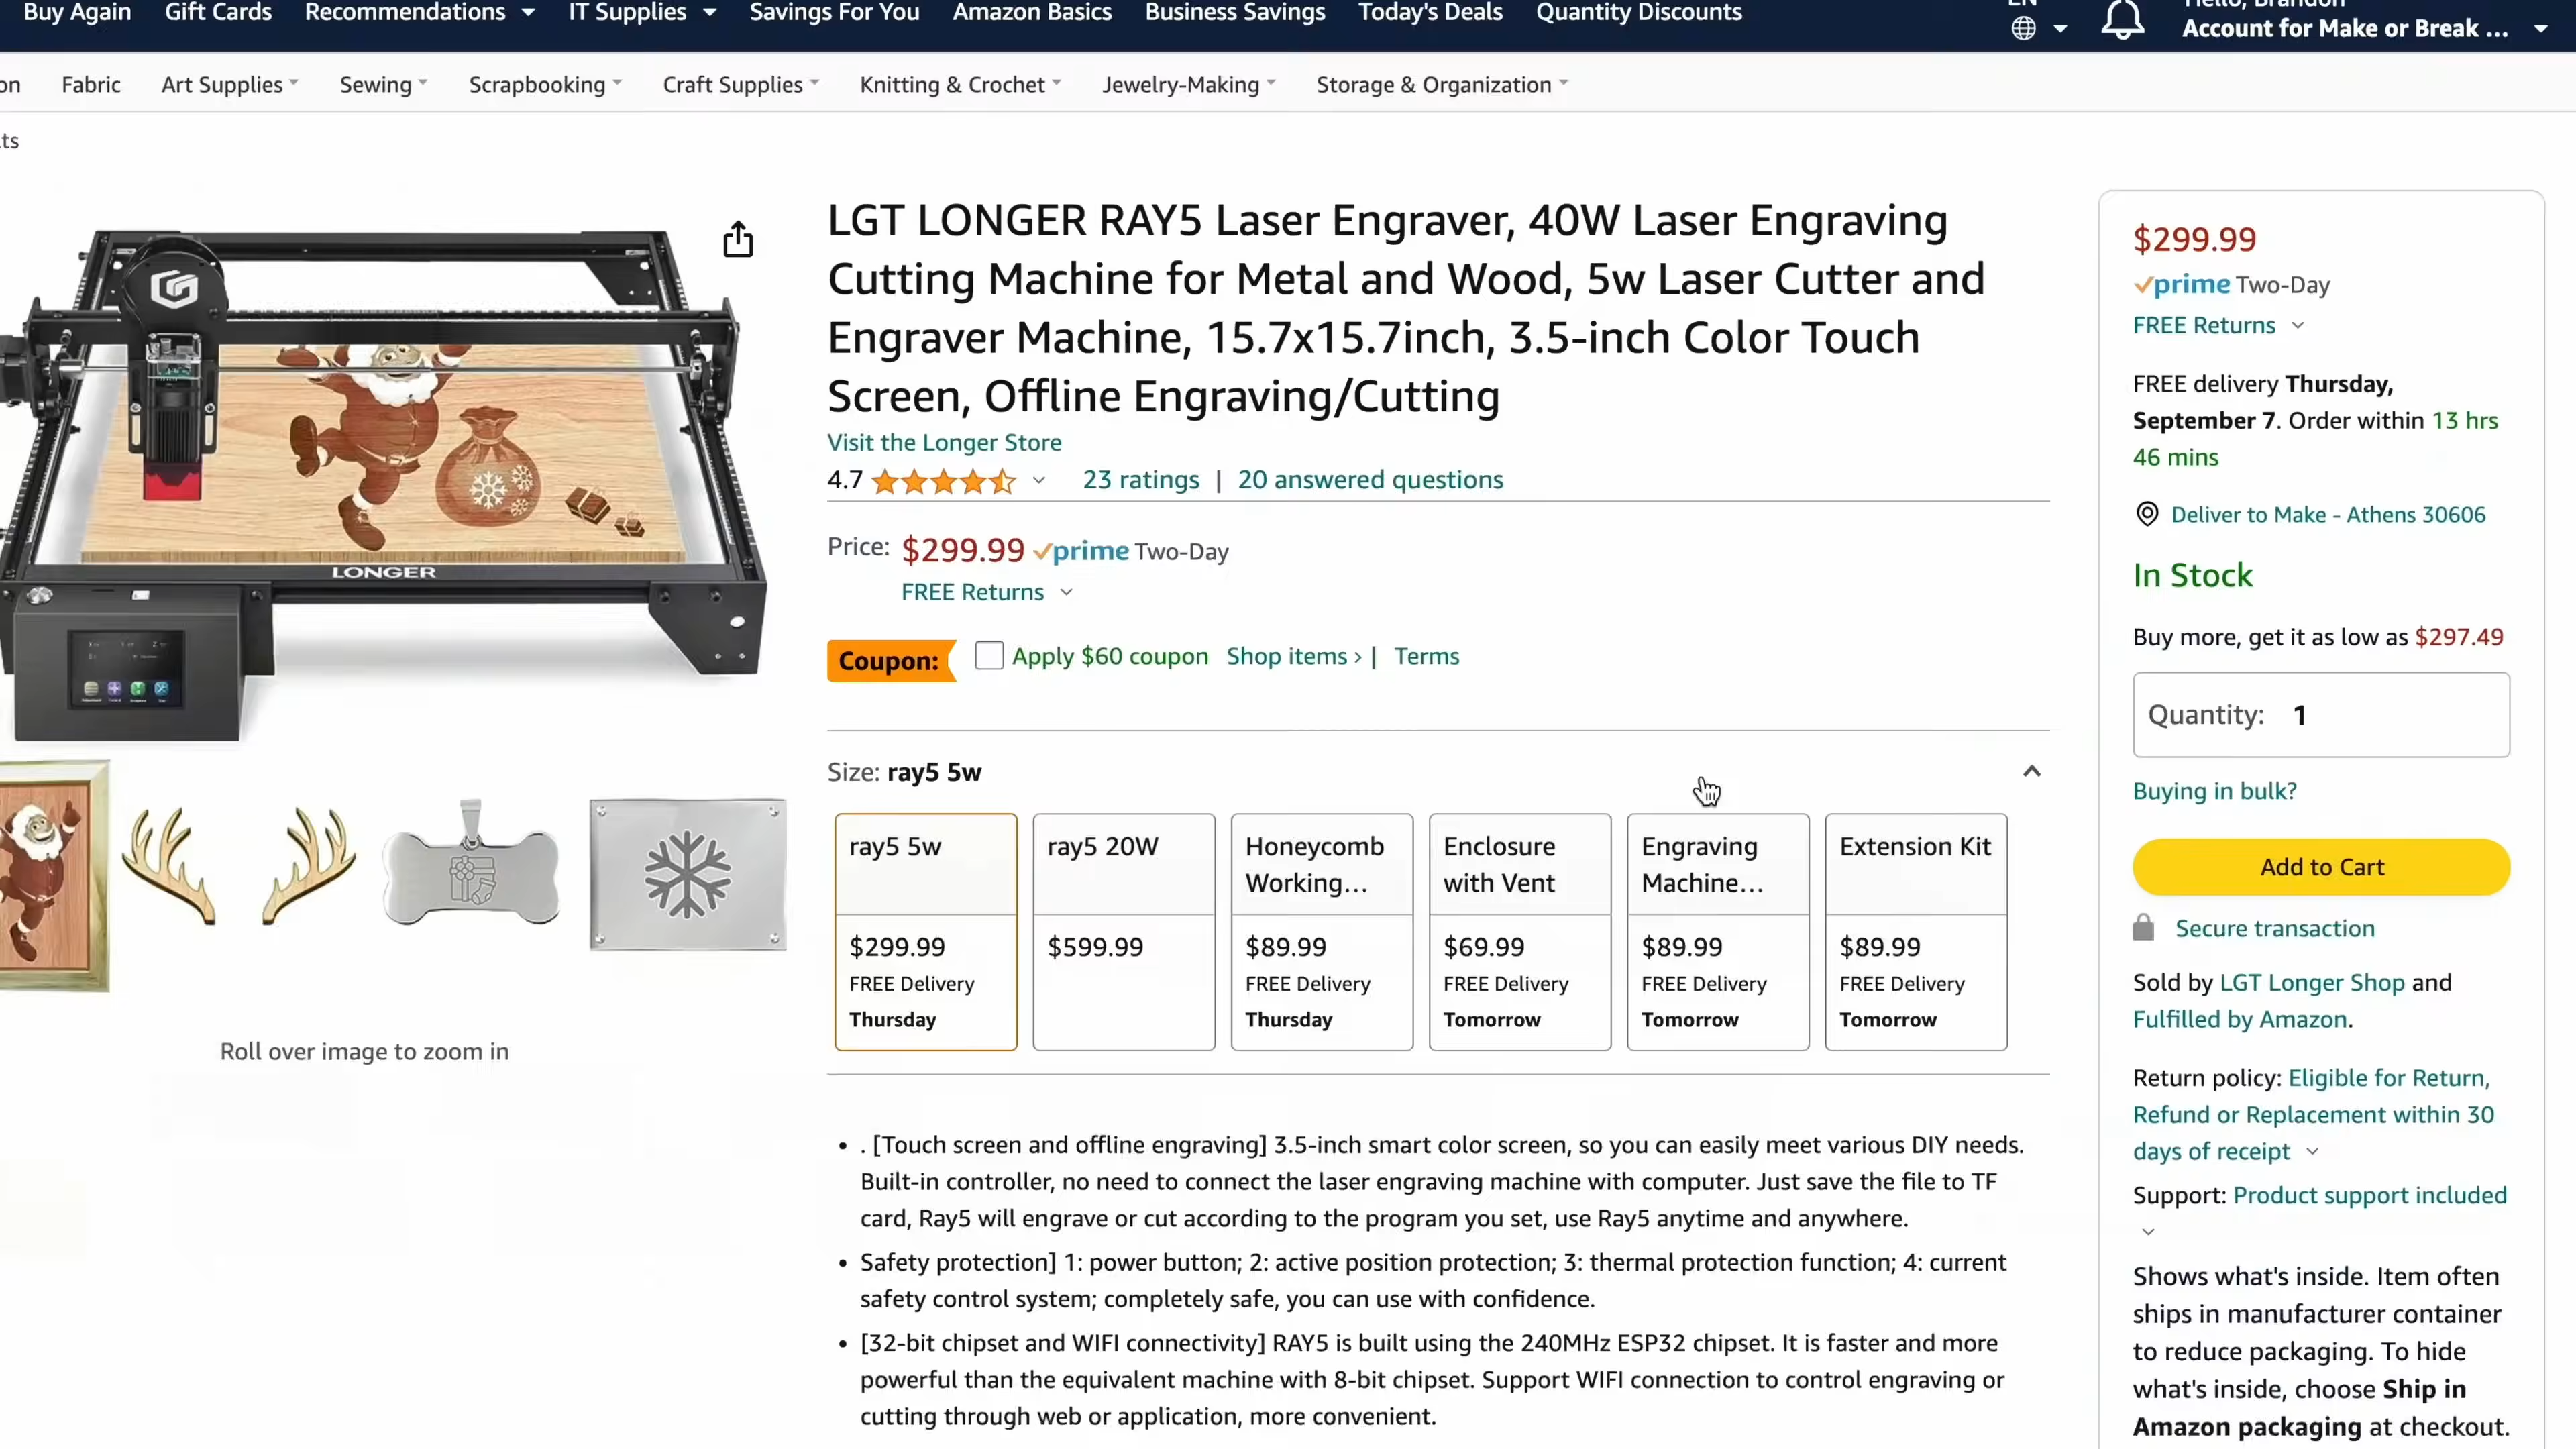 Buy Again Gift Cards Recommendations IT Supplies Savings For You Amazon Basics Business Savings Today's Deals Quantity Discounts
EN
Hello, Brandon
Account for Make or Break ...
on Fabric Art Supplies Sewing Scrapbooking Craft Supplies Knitting & Crochet Jewelry-Making Storage & Organization
ts
LONGER
Roll over image to zoom in
LGT LONGER RAY5 Laser Engraver, 40W Laser Engraving
Cutting Machine for Metal and Wood, 5w Laser Cutter and
Engraver Machine, 15.7x15.7inch, 3.5-inch Color Touch
Screen, Offline Engraving/Cutting
Visit the Longer Store
4.7 23 ratings | 20 answered questions
Price: $299.99 prime Two-Day
FREE Returns
Coupon: Apply $60 coupon Shop items › | Terms
Size: ray5 5w
ray5 5w
$299.99
FREE Delivery
Thursday
ray5 20W
$599.99
Honeycomb
Working...
$89.99
FREE Delivery
Thursday
Enclosure
with Vent
$69.99
FREE Delivery
Tomorrow
Engraving
Machine...
$89.99
FREE Delivery
Tomorrow
Extension Kit
$89.99
FREE Delivery
Tomorrow
• . [Touch screen and offline engraving] 3.5-inch smart color screen, so you can easily meet various DIY needs.
Built-in controller, no need to connect the laser engraving machine with computer. Just save the file to TF
card, Ray5 will engrave or cut according to the program you set, use Ray5 anytime and anywhere.
• Safety protection] 1: power button; 2: active position protection; 3: thermal protection function; 4: current
safety control system; completely safe, you can use with confidence.
• [32-bit chipset and WIFI connectivity] RAY5 is built using the 240MHz ESP32 chipset. It is faster and more
powerful than the equivalent machine with 8-bit chipset. Support WIFI connection to control engraving or
cutting through web or application, more convenient.
$299.99
prime Two-Day
FREE Returns
FREE delivery Thursday,
September 7. Order within 13 hrs
46 mins
Deliver to Make - Athens 30606
In Stock
Buy more, get it as low as $297.49
Quantity: 1
Buying in bulk?
Add to Cart
Secure transaction
Sold by LGT Longer Shop and
Fulfilled by Amazon.
Return policy: Eligible for Return,
Refund or Replacement within 30
days of receipt
Support: Product support included
Shows what's inside. Item often
ships in manufacturer container
to reduce packaging. To hide
what's inside, choose Ship in
Amazon packaging at checkout.